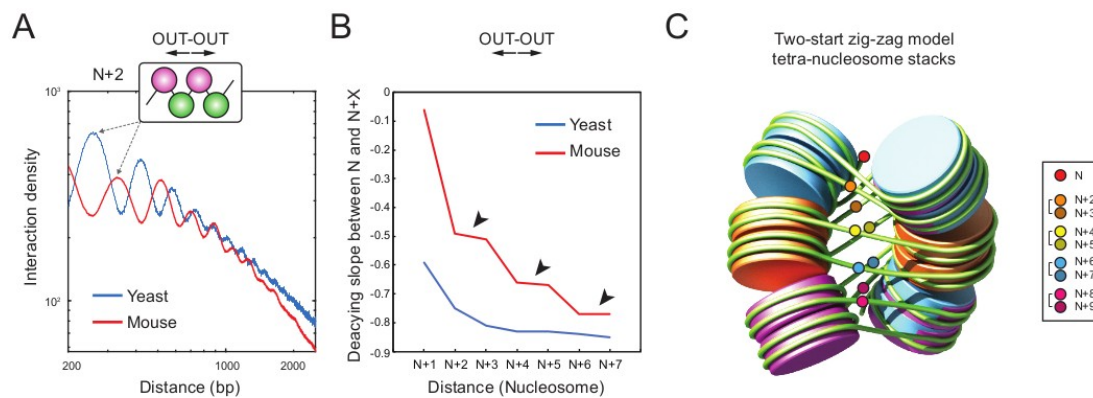 A
OUT-OUT
N+2
10³
10²
Interaction density
Yeast
Mouse
200
1000
2000
Distance (bp)
B
OUT-OUT
0
-0.1
-0.2
-0.3
-0.4
-0.5
-0.6
-0.7
-0.8
-0.9
Deacying slope between N and N+X
Yeast
Mouse
N+1 N+2 N+3 N+4 N+5 N+6 N+7
Distance (Nucleosome)
C
Two-start zig-zag model
tetra-nucleosome stacks
N
N+2
N+3
N+4
N+5
N+6
N+7
N+8
N+9